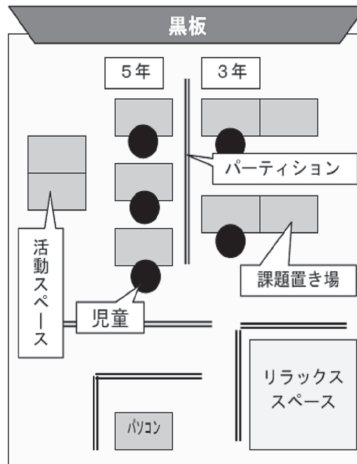 黒板
5年
3年
パーティション
活動スペース
課題置き場
児童
リラックス
スペース
パソコン